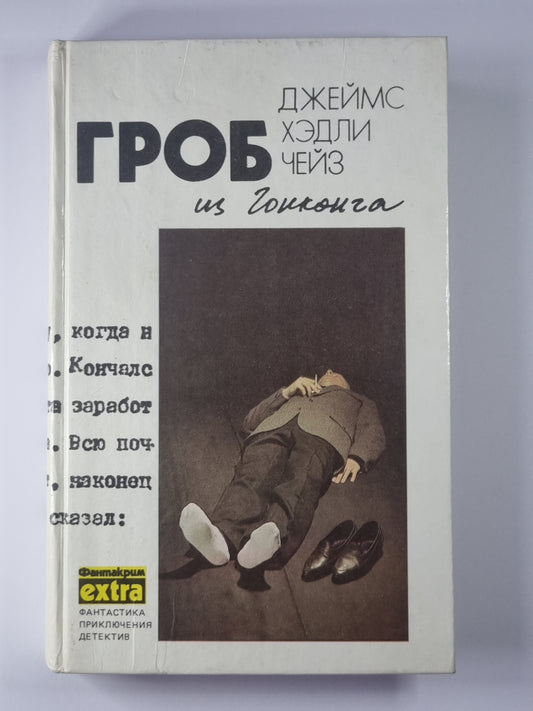 ДЖЕЙМС
ХЭДЛИ
ЧЕЙЗ
ГРОБ
из Гонконга
, когда н
. Кончалс
заработ
. Всю поч-
, наконец
сказал:
Фантакрим
extra
ФАНТАСТИКА
ПРИКЛЮЧЕНИЯ
ДЕТЕКТИВ